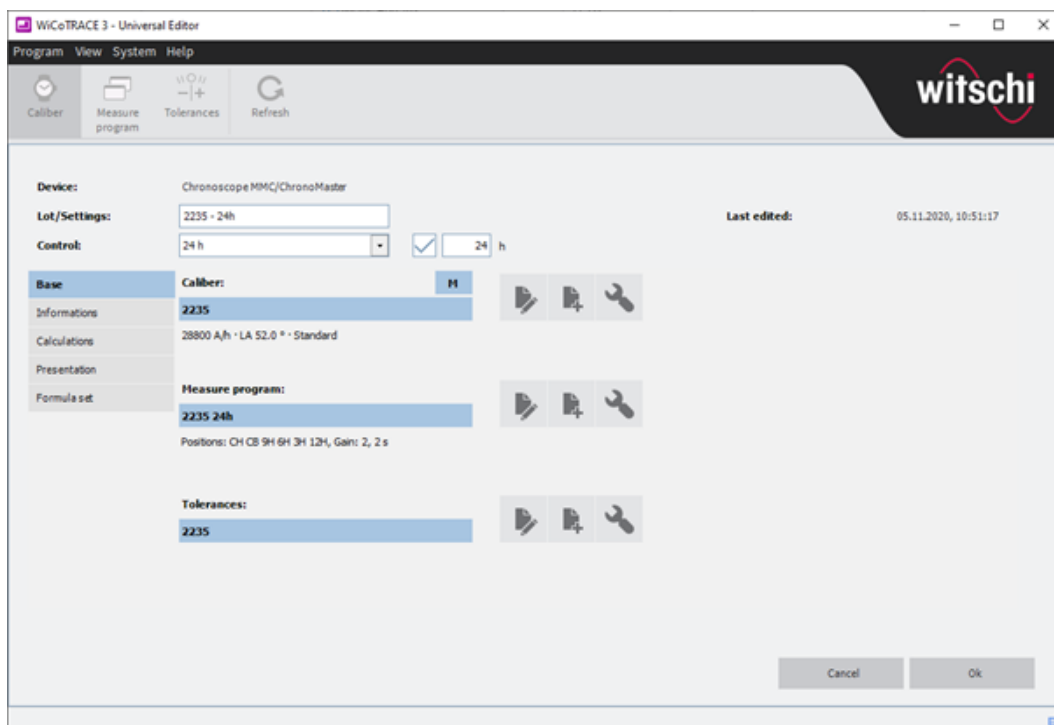 WiCoTRACE 3 - Universal Editor
Program View System Help
Caliber
Measure program
Tolerances
Refresh
witschi
Device: Chronoscope MMC/ChronoMaster
Lot/Settings: 2235 - 24h Last edited: 05.11.2020, 10:51:17
Control: 24 h 24 h
Base
Informations
Calculations
Presentation
Formula set
Caliber: M
2235
28800 A/h · LA 52.0 ° · Standard
Measure program:
2235 24h
Positions: CH CB 9H 6H 3H 12H, Gain: 2, 2 s
Tolerances:
2235
Cancel Ok